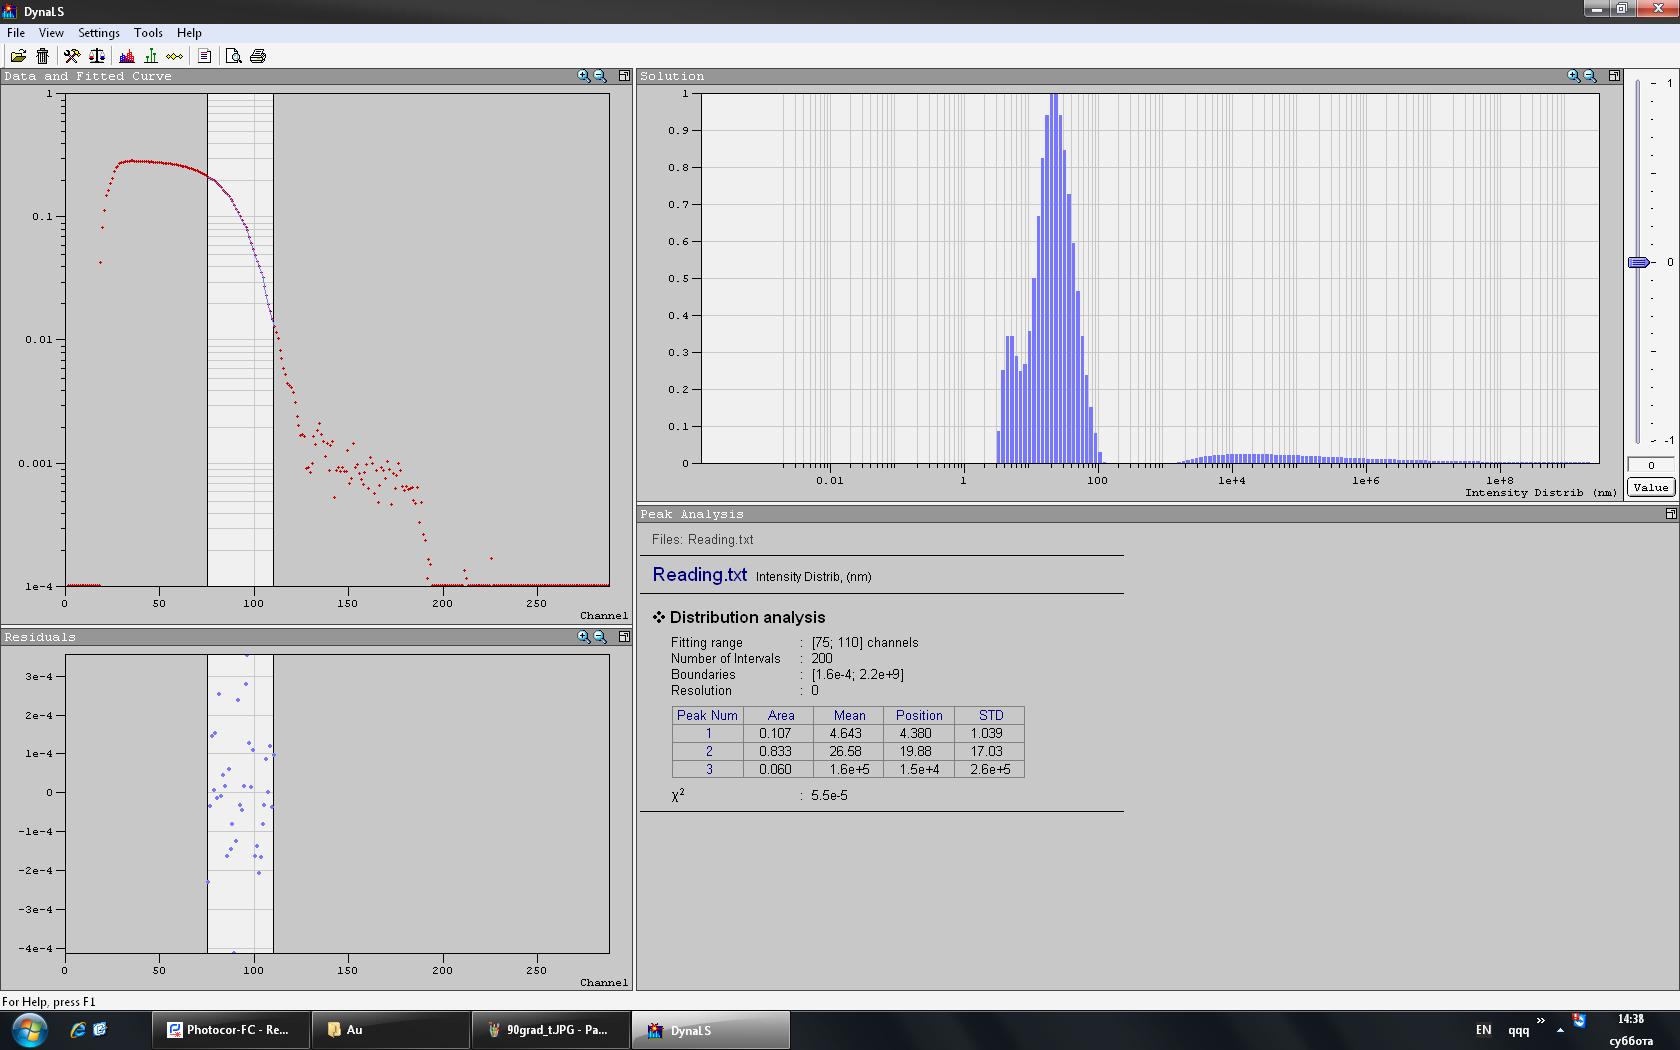 DynaLS
File View Settings Tools Help
Data and Fitted Curve
1
0.1
0.01
0.001
1e-4
0 50 100 150 200 250
Channel
Residuals
3e-4
2e-4
1e-4
0
-1e-4
-2e-4
-3e-4
-4e-4
0 50 100 150 200 250
Channel
Solution
1
0.9
0.8
0.7
0.6
0.5
0.4
0.3
0.2
0.1
0
0.01 1 100 1e+4 1e+6 1e+8
Intensity Distrib (nm)
1
0
-1
0
Value
Peak Analysis
Files: Reading.txt
Reading.txt Intensity Distrib, (nm)
Distribution analysis
Fitting range : [75; 110] channels
Number of Intervals : 200
Boundaries : [1.6e-4; 2.2e+9]
Resolution : 0
Peak Num Area Mean Position STD
1 0.107 4.643 4.380 1.039
2 0.833 26.58 19.88 17.03
3 0.060 1.6e+5 1.5e+4 2.6e+5
χ2 : 5.5e-5
For Help, press F1
Photocor-FC - Re... Au 90grad_t.JPG - Pa... DynaLS
EN qqq » 14:38
суббота